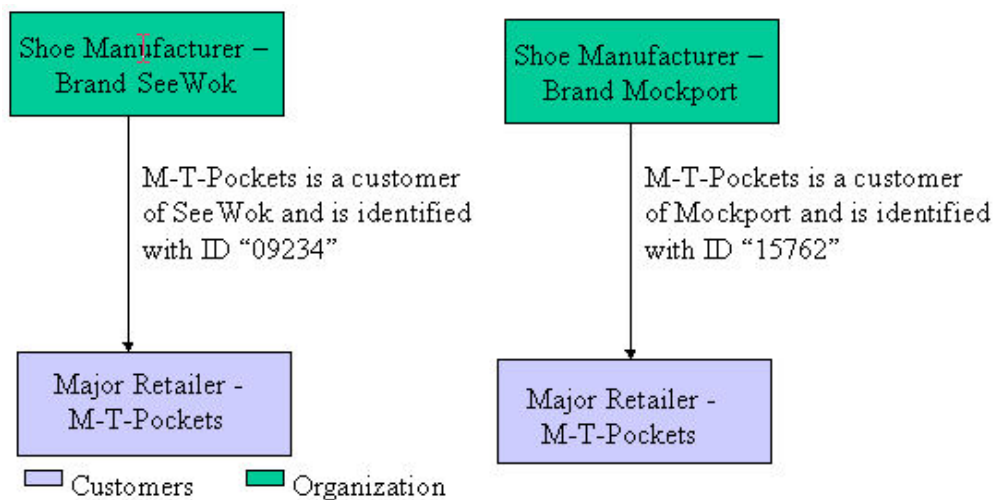 Shoe Manufacturer –
Brand SeeWok
Shoe Manufacturer –
Brand Mockport
M-T-Pockets is a customer
of SeeWok and is identified
with ID “09234”
M-T-Pockets is a customer
of Mockport and is identified
with ID “15762”
Major Retailer -
M-T-Pockets
Major Retailer -
M-T-Pockets
Customers
Organization